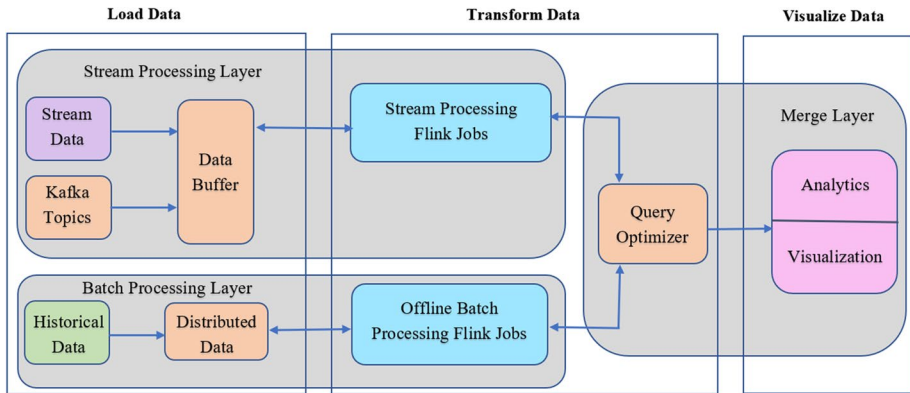 Load Data
Transform Data
Visualize Data
Stream Processing Layer
Stream
Data
Kafka
Topics
Data
Buffer
Stream Processing
Flink Jobs
Merge Layer
Query
Optimizer
Analytics
Visualization
Batch Processing Layer
Historical
Data
Distributed
Data
Offline Batch
Processing Flink Jobs